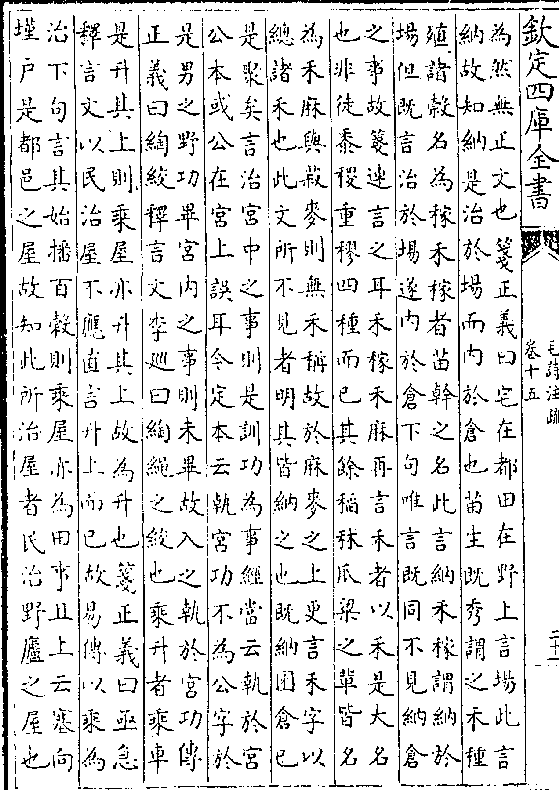 欽定四庫全書
毛詩注疏
卷十五
為然無正文也箋正義曰宅在都田在野上言場此言
納故知納是治於場而内於倉也苗生既秀謂之禾種
殖諸穀名為稼禾稼者苗幹之名此言納禾稼謂納於
場但既言治於場遂内於倉下句唯言既同不見納倉
之事故箋連言之耳禾稼禾麻再言禾者以禾是大名
也非徒黍稷重穋四種而已其餘稻秫苽粱之輩皆名
為禾麻與菽麥則無禾稱故於麻麥之上更言禾字以
總諸禾也此文所不見者明其皆納之也既納囷倉已
是聚矣言治宮中之事則是訓功為事經當云執於宮
公本或公在宮上誤耳今定本云執宮功不為公字於
是男之野功畢宮内之事則未畢故入之執於宮功傳
正義曰綯絞釋言文李廵曰綯繩之絞也乘升者乘車
是升其上則乘屋亦升其上故為升也箋正義曰亟急
釋言文以民治屋不應直言升上而已故易傳以乘為
治下句言其始播百穀則乘屋亦為田事且上云塞向
墐戶是都邑之屋故知此所治屋者民治野廬之屋也